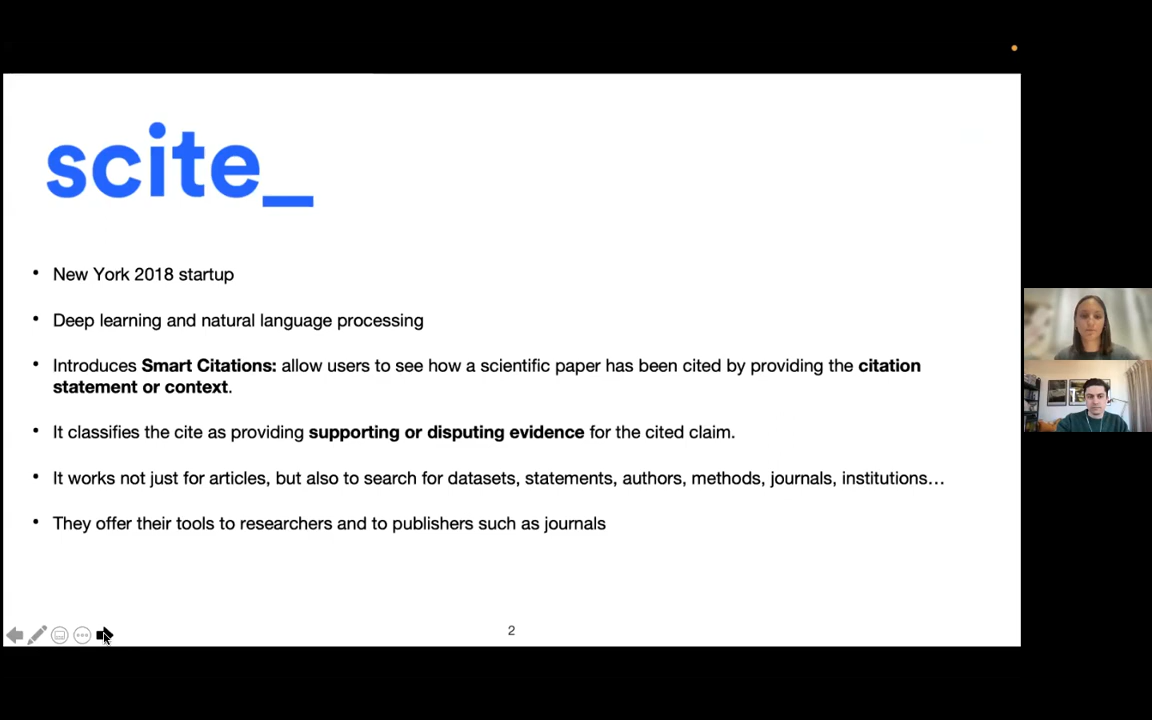 scite_
• New York 2018 startup
• Deep learning and natural language processing
• Introduces Smart Citations: allow users to see how a scientific paper has been cited by providing the citation
statement or context.
• It classifies the cite as providing supporting or disputing evidence for the cited claim.
• It works not just for articles, but also to search for datasets, statements, authors, methods, journals, institutions…
• They offer their tools to researchers and to publishers such as journals
2